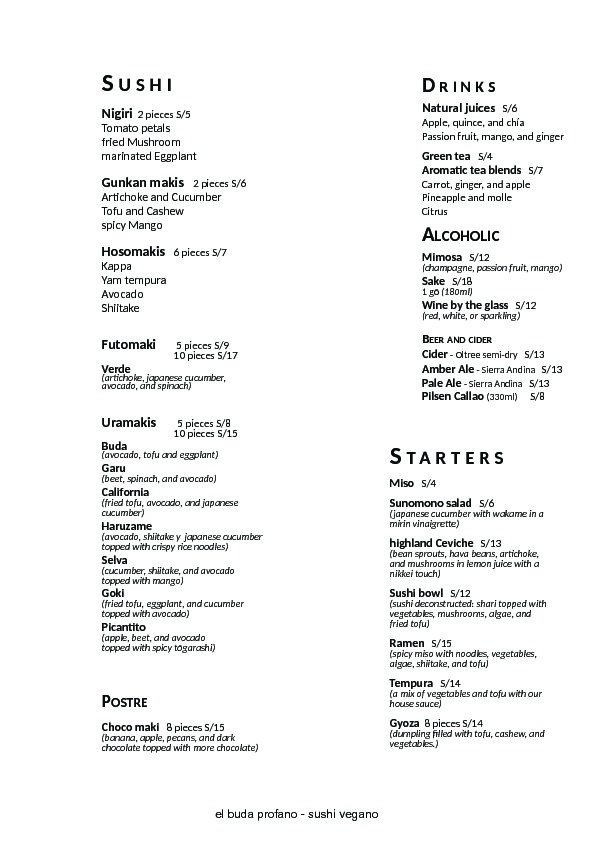 SUSHI
Nigiri 2 pieces S/5
Tomato petals
fried Mushroom
marinated Eggplant
Gunkan makis 2 pieces S/6
Artichoke and Cucumber
Tofu and Cashew
spicy Mango
Hosomakis 6 pieces S/7
Kappa
Yam tempura
Avocado
Shiitake
Futomaki 5 pieces S/9
10 pieces S/17
Verde
(artichoke, japanese cucumber,
avocado, and spinach)
Uramakis 5 pieces S/8
10 pieces S/15
Buda
(avocado, tofu and eggplant)
Garu
(beet, spinach, and avocado)
California
(fried tofu, avocado, and japanese
cucumber)
Haruzame
(avocado, shiitake y japanese cucumber
topped with crispy rice noodles)
Selva
(cucumber, shiitake, and avocado
topped with mango)
Goki
(fried tofu, eggplant, and cucumber
topped with avocado)
Picantito
(apple, beet, and avocado
topped with spicy togarashi)
POSTRE
Choco maki 8 pieces S/15
(banana, apple, pecans, and dark
chocolate topped with more chocolate)
DRINKS
Natural juices S/6
Apple, quince, and chía
Passion fruit, mango, and ginger
Green tea S/4
Aromatic tea blends S/7
Carrot, ginger, and apple
Pineapple and molle
Citrus
ALCOHOLIC
Mimosa S/12
(champagne, passion fruit, mango)
Sake S/18
1 gō (180ml)
Wine by the glass S/12
(red, white, or sparkling)
BEER AND CIDER
Cider - Oltree semi-dry S/13
Amber Ale - Sierra Andina S/13
Pale Ale - Sierra Andina S/13
Pilsen Callao (330ml) S/8
STARTERS
Miso S/4
Sunomono salad S/6
(japanese cucumber with wakame in a
mirin vinaigrette)
highland Ceviche S/13
(bean sprouts, hava beans, artichoke,
and mushrooms in lemon juice with a
nikkei touch)
Sushi bowl S/12
(sushi deconstructed: shari topped with
vegetables, mushrooms, algae, and
fried tofu)
Ramen S/15
(spicy miso with noodles, vegetables,
algae, shiitake, and tofu)
Tempura S/14
(a mix of vegetables and tofu with our
house sauce)
Gyoza 8 pieces S/14
(dumpling filled with tofu, cashew, and
vegetables.)
el buda profano - sushi vegano